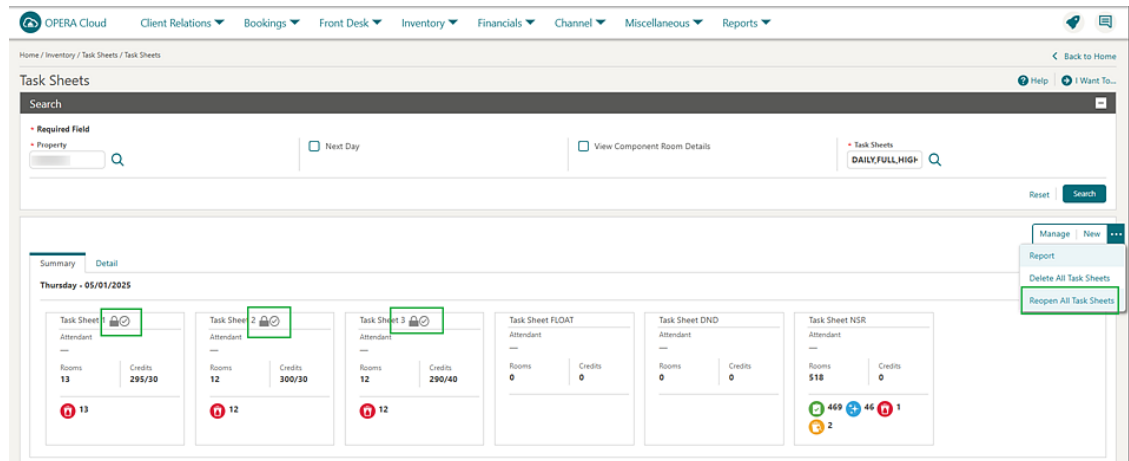 OPERA Cloud Client Relations Bookings Front Desk Inventory Financials Channel Miscellaneous Reports
Home / Inventory / Task Sheets / Task Sheets Back to Home
Task Sheets Help I Want To...
Search
* Required Field
* Property Next Day View Component Room Details * Task Sheets
DAILY,FULL,HIGH
Reset Search
Manage New
Report
Delete All Task Sheets
Reopen All Task Sheets
Summary Detail
Thursday - 05/01/2025
Task Sheet 1 Task Sheet 2 Task Sheet 3 Task Sheet FLOAT Task Sheet DND Task Sheet NSR
Attendant Attendant Attendant Attendant Attendant Attendant
— — — — — —
Rooms Credits Rooms Credits Rooms Credits Rooms Credits Rooms Credits Rooms Credits
13 295/30 12 300/30 12 290/40 0 0 0 0 518 0
13 12 12 469 46 1
2